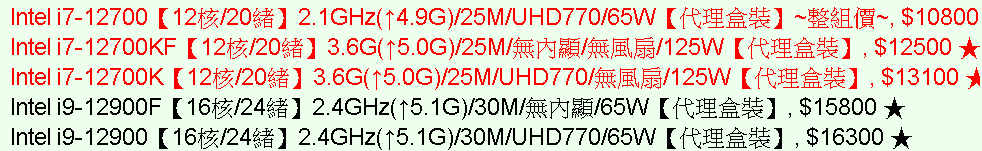 Intel i7-12700【12核/20緒】2.1GHz(↑4.9G)/25M/UHD770/65W【代理盒裝】~整組價~, $10800
Intel i7-12700KF【12核/20緒】3.6G(↑5.0G)/25M/無內顯/無風扇/125W【代理盒裝】, $12500 ★
Intel i7-12700K【12核/20緒】3.6G(↑5.0G)/25M/UHD770/無風扇/125W【代理盒裝】, $13100 ★
Intel i9-12900F【16核/24緒】2.4GHz(↑5.1G)/30M/無內顯/65W【代理盒裝】, $15800 ★
Intel i9-12900【16核/24緒】2.4GHz(↑5.1G)/30M/UHD770/65W【代理盒裝】, $16300 ★